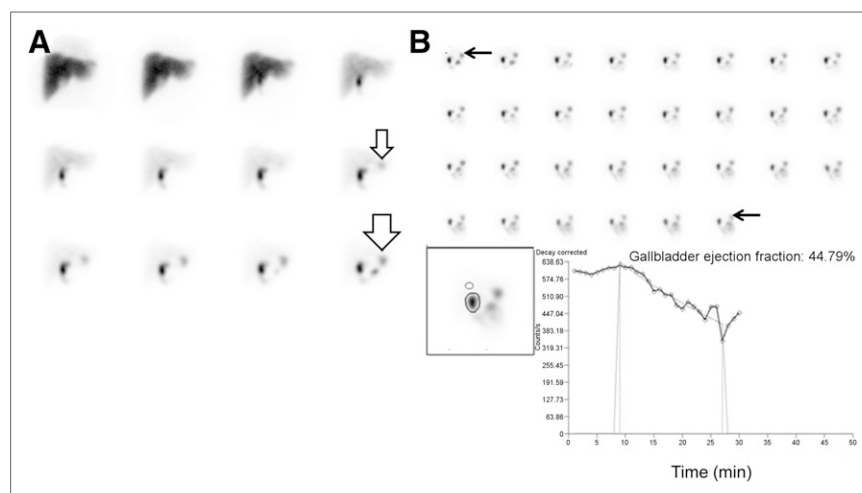 A
B
Decay corrected
Gallbladder ejection fraction: 44.79%
Counts/s
638.63
574.76
510.90
447.04
383.18
319.31
255.45
191.59
127.73
63.86
0
0 5 10 15 20 25 30 35 40 45 50
Time (min)